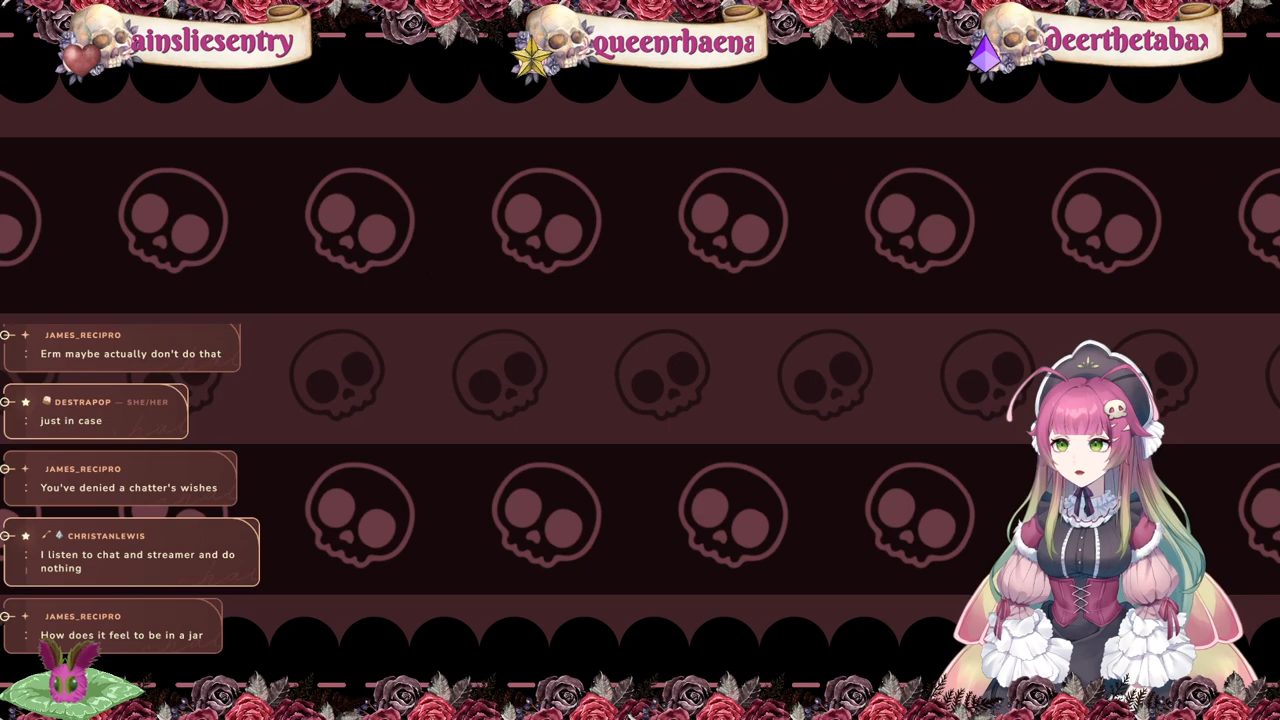 ainsliesentry
queenrhaena
deerthetabax
JAMES_RECIPRO
Erm maybe actually don't do that
DESTRAPOP — SHE/HER
just in case
JAMES_RECIPRO
You've denied a chatter's wishes
CHRISTANLEWIS
I listen to chat and streamer and do
nothing
JAMES_RECIPRO
How does it feel to be in a jar